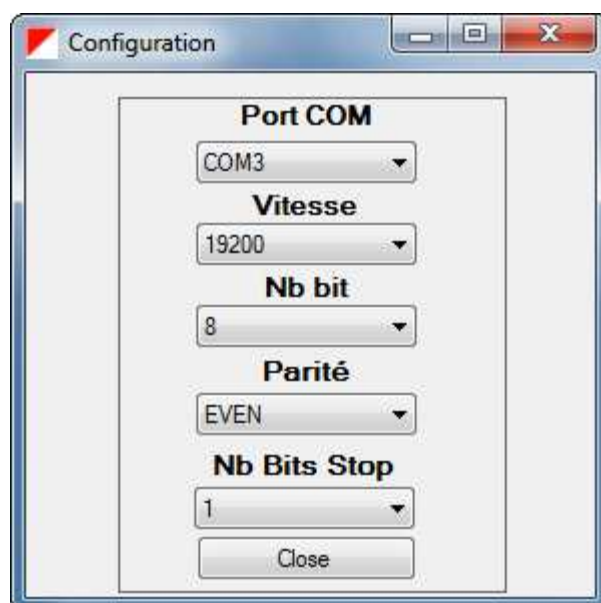 Configuration
Port COM
COM3
Vitesse
19200
Nb bit
8
Parité
EVEN
Nb Bits Stop
1
Close